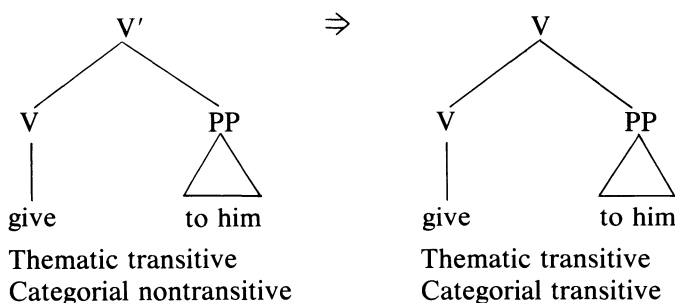 V′ ⇒ V
V PP V PP
give to him give to him
Thematic transitive Thematic transitive
Categorial nontransitive Categorial transitive